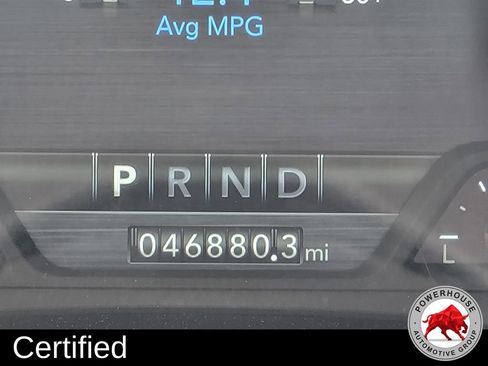 Avg MPG
P R N D
046880.3 mi
L
POWERHOUSE
AUTOMOTIVE GROUP
Certified